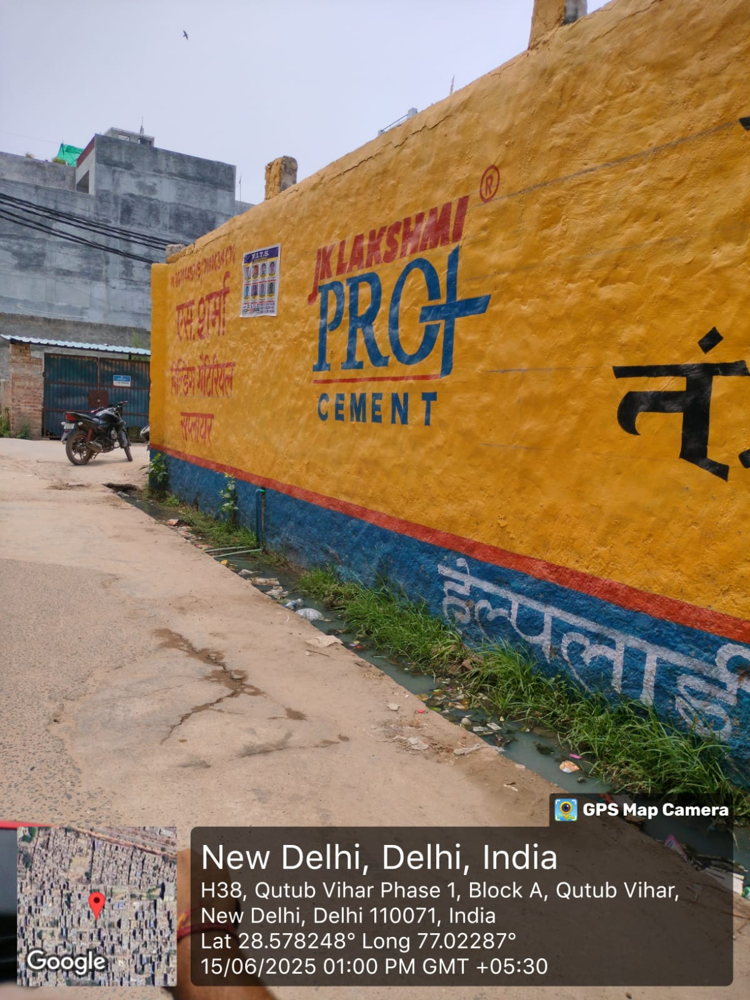 J.I.T.S.
एस. शर्मा
बिल्डिंग मैटिरियल
सप्लायर
JK LAKSHMI ®
PRO+
CEMENT
नं.
हेल्पलाई
GPS Map Camera
Google
New Delhi, Delhi, India
H38, Qutub Vihar Phase 1, Block A, Qutub Vihar,
New Delhi, Delhi 110071, India
Lat 28.578248° Long 77.02287°
15/06/2025 01:00 PM GMT +05:30